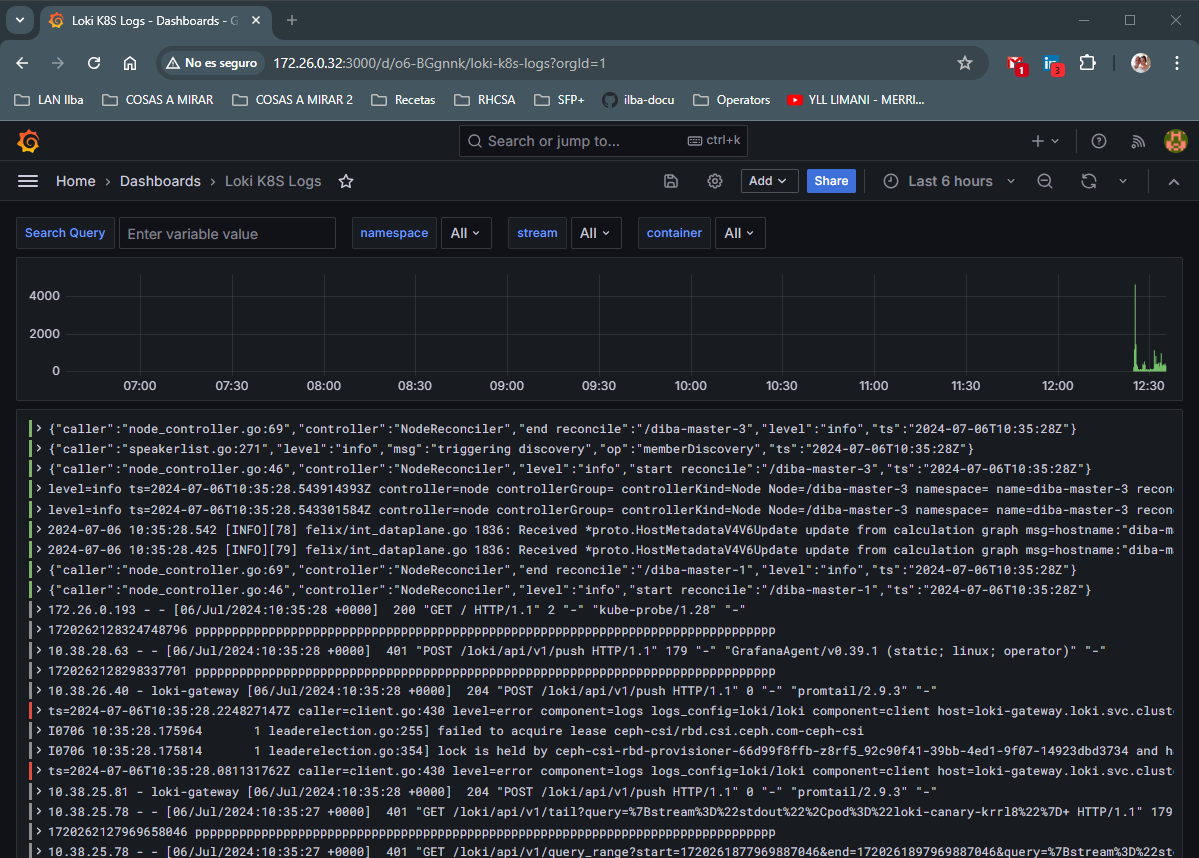 Loki K8S Logs - Dashboards - G
No es seguro 172.26.0.32:3000/d/o6-BGgnnk/loki-k8s-logs?orgId=1
1
3
LAN Ilba COSAS A MIRAR COSAS A MIRAR 2 Recetas RHCSA SFP+ ilba-docu Operators YLL LIMANI - MERRI...
Search or jump to... ctrl+k
Home › Dashboards › Loki K8S Logs Add Share Last 6 hours
Search Query Enter variable value namespace All stream All container All
4000
2000
0
07:00 07:30 08:00 08:30 09:00 09:30 10:00 10:30 11:00 11:30 12:00 12:30
{"caller":"node_controller.go:69","controller":"NodeReconciler","end reconcile":"/diba-master-3","level":"info","ts":"2024-07-06T10:35:28Z"}
{"caller":"speakerlist.go:271","level":"info","msg":"triggering discovery","op":"memberDiscovery","ts":"2024-07-06T10:35:28Z"}
{"caller":"node_controller.go:46","controller":"NodeReconciler","level":"info","start reconcile":"/diba-master-3","ts":"2024-07-06T10:35:28Z"}
level=info ts=2024-07-06T10:35:28.543914393Z controller=node controllerGroup= controllerKind=Node Node=/diba-master-3 namespace= name=diba-master-3 recon
level=info ts=2024-07-06T10:35:28.543301584Z controller=node controllerGroup= controllerKind=Node Node=/diba-master-3 namespace= name=diba-master-3 recon
2024-07-06 10:35:28.542 [INFO][78] felix/int_dataplane.go 1836: Received *proto.HostMetadataV4V6Update update from calculation graph msg=hostname:"diba-m
2024-07-06 10:35:28.425 [INFO][79] felix/int_dataplane.go 1836: Received *proto.HostMetadataV4V6Update update from calculation graph msg=hostname:"diba-m
{"caller":"node_controller.go:69","controller":"NodeReconciler","end reconcile":"/diba-master-1","level":"info","ts":"2024-07-06T10:35:28Z"}
{"caller":"node_controller.go:46","controller":"NodeReconciler","level":"info","start reconcile":"/diba-master-1","ts":"2024-07-06T10:35:28Z"}
172.26.0.193 - - [06/Jul/2024:10:35:28 +0000]  200 "GET / HTTP/1.1" 2 "-" "kube-probe/1.28" "-"
1720262128324748796 pppppppppppppppppppppppppppppppppppppppppppppppppppppppppppppppppppppppppppppppp
10.38.28.63 - - [06/Jul/2024:10:35:28 +0000]  401 "POST /loki/api/v1/push HTTP/1.1" 179 "-" "GrafanaAgent/v0.39.1 (static; linux; operator)" "-"
1720262128298337701 pppppppppppppppppppppppppppppppppppppppppppppppppppppppppppppppppppppppppppppppp
10.38.26.40 - loki-gateway [06/Jul/2024:10:35:28 +0000]  204 "POST /loki/api/v1/push HTTP/1.1" 0 "-" "promtail/2.9.3" "-"
ts=2024-07-06T10:35:28.224827147Z caller=client.go:430 level=error component=logs logs_config=loki/loki component=client host=loki-gateway.loki.svc.cluste
I0706 10:35:28.175964       1 leaderelection.go:255] failed to acquire lease ceph-csi/rbd.csi.ceph.com-ceph-csi
I0706 10:35:28.175814       1 leaderelection.go:354] lock is held by ceph-csi-rbd-provisioner-66d99f8ffb-z8rf5_92c90f41-39bb-4ed1-9f07-14923dbd3734 and ha
ts=2024-07-06T10:35:28.081131762Z caller=client.go:430 level=error component=logs logs_config=loki/loki component=client host=loki-gateway.loki.svc.cluste
10.38.25.81 - loki-gateway [06/Jul/2024:10:35:28 +0000]  204 "POST /loki/api/v1/push HTTP/1.1" 0 "-" "promtail/2.9.3" "-"
10.38.25.78 - - [06/Jul/2024:10:35:27 +0000]  401 "GET /loki/api/v1/tail?query=%7Bstream%3D%22stdout%22%2Cpod%3D%22loki-canary-krrl8%22%7D+ HTTP/1.1" 179
1720262127969658046 pppppppppppppppppppppppppppppppppppppppppppppppppppppppppppppppppppppppppppppppp
10.38.25.78 - - [06/Jul/2024:10:35:27 +0000]  401 "GET /loki/api/v1/query_range?start=1720261877969887046&end=1720261897969887046&query=%7Bstream%3D%22st